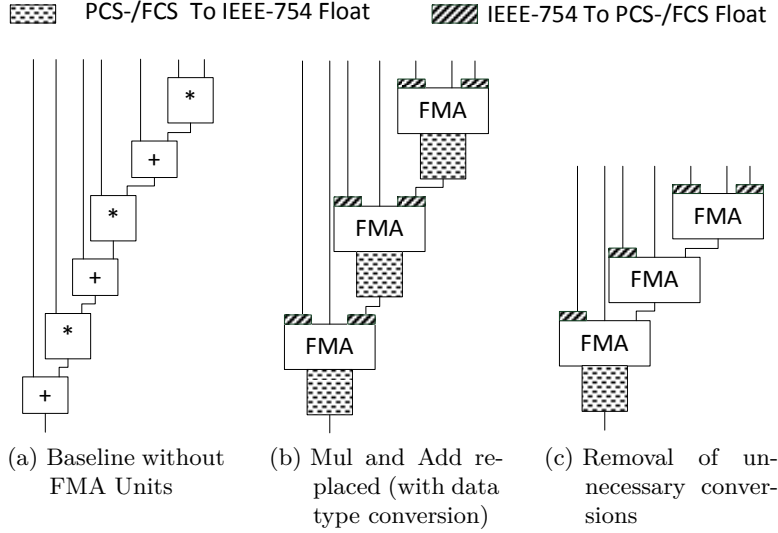 PCS-/FCS To IEEE-754 Float
IEEE-754 To PCS-/FCS Float
*
+
*
+
*
+
FMA
FMA
FMA
FMA
FMA
FMA
(a) Baseline without
FMA Units
(b) Mul and Add re-
placed (with data
type conversion)
(c) Removal of un-
necessary conver-
sions